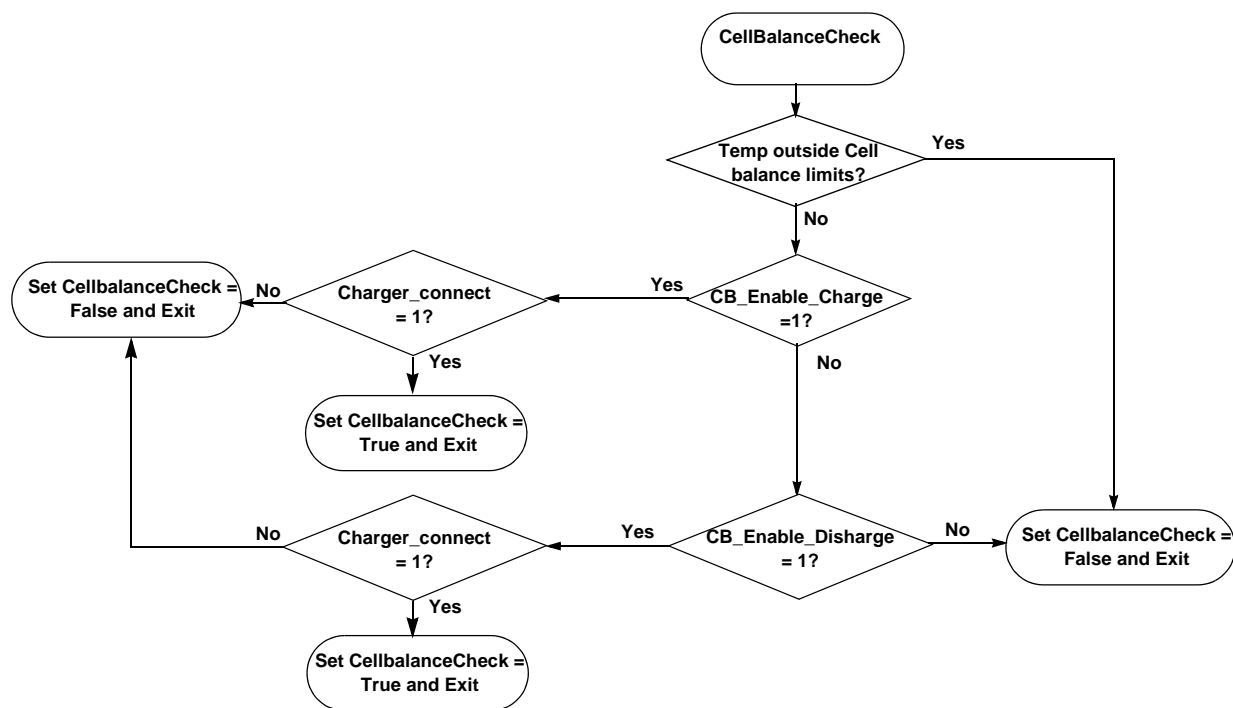 CellBalanceCheck
Temp outside Cell
balance limits?
Yes
No
CB_Enable_Charge
=1?
Yes
No
Charger_connect
= 1?
No
Yes
Set CellbalanceCheck =
False and Exit
Set CellbalanceCheck =
True and Exit
CB_Enable_Disharge
= 1?
Yes
No
Charger_connect
= 1?
No
Yes
Set CellbalanceCheck =
False and Exit
Set CellbalanceCheck =
True and Exit